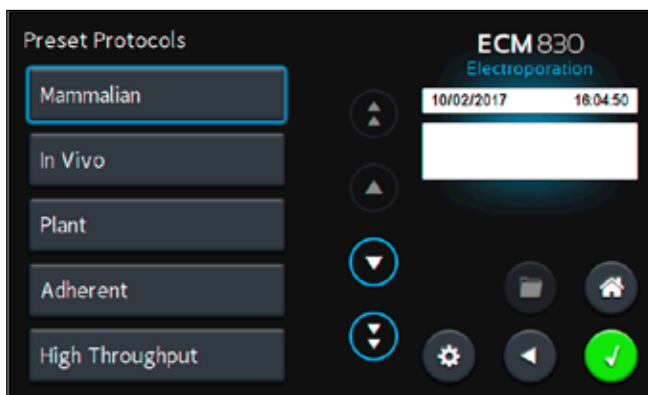 Preset Protocols
Mammalian
In Vivo
Plant
Adherent
High Throughput
ECM 830
Electroporation
10/02/2017 16:04:50